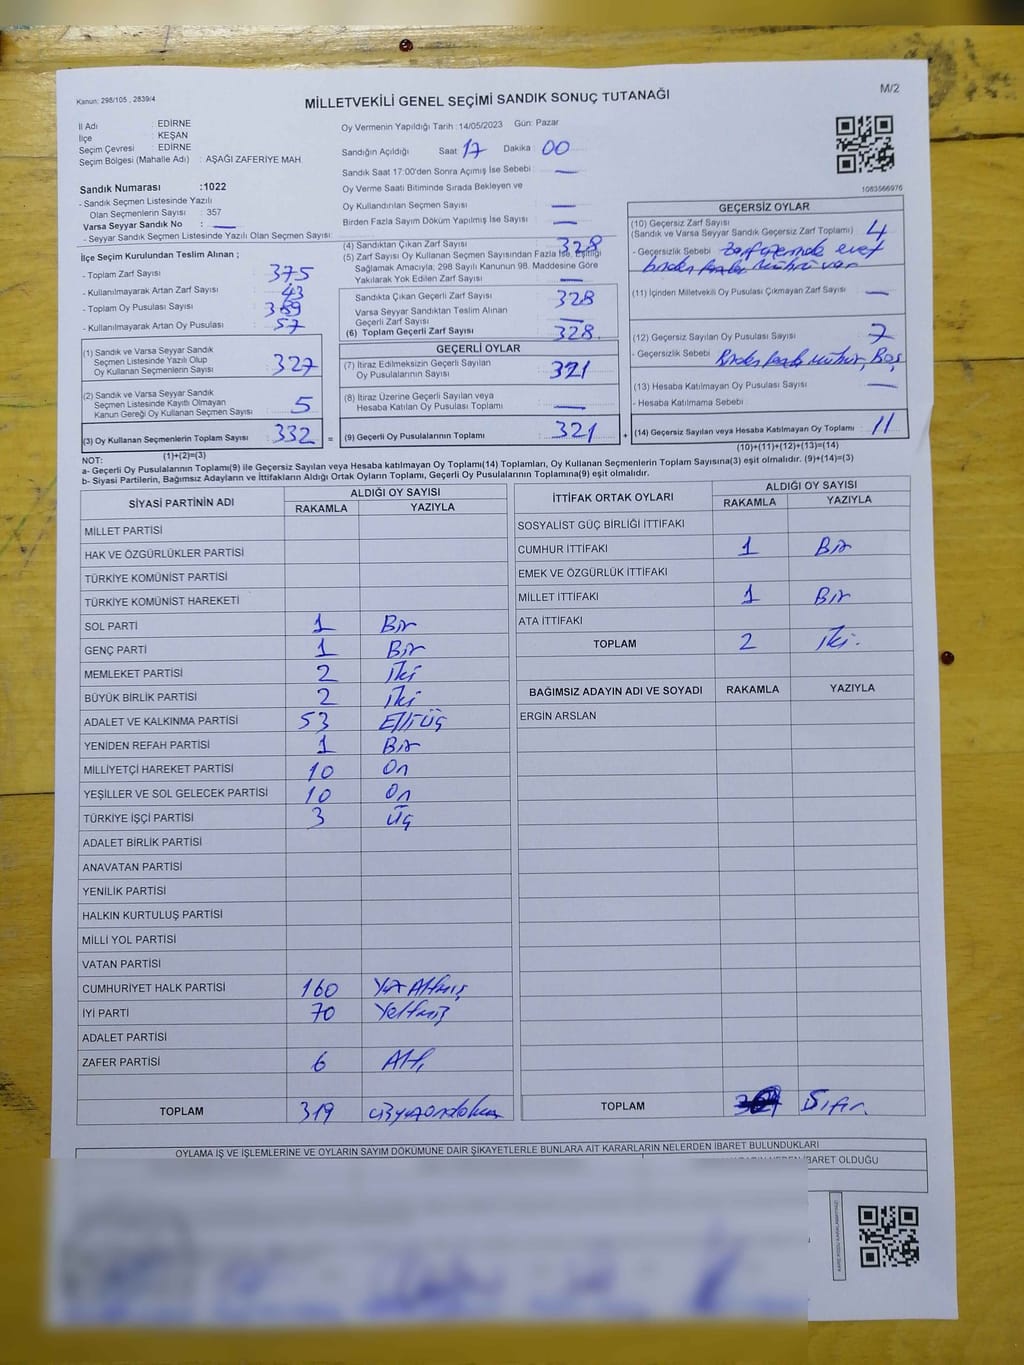 Kanun: 298/105 , 2839/4
MİLLETVEKİLİ GENEL SEÇİMİ SANDIK SONUÇ TUTANAĞI
M/2
İl Adı : EDİRNE
İlçe : KEŞAN
Seçim Çevresi : EDİRNE
Seçim Bölgesi (Mahalle Adı) : AŞAĞI ZAFERİYE MAH.
Sandık Numarası :1022
- Sandık Seçmen Listesinde Yazılı
Olan Seçmenlerin Sayısı : 357
Varsa Seyyar Sandık No : —
- Seyyar Sandık Seçmen Listesinde Yazılı Olan Seçmen Sayısı:
İlçe Seçim Kurulundan Teslim Alınan ;
- Toplam Zarf Sayısı : 375
- Kullanılmayarak Artan Zarf Sayısı : 43
- Toplam Oy Pusulası Sayısı : 389
- Kullanılmayarak Artan Oy Pusulası : 57
(1) Sandık ve Varsa Seyyar Sandık
Seçmen Listesinde Yazılı Olup
Oy Kullanan Seçmenlerin Sayısı : 327
(2) Sandık ve Varsa Seyyar Sandık
Seçmen Listesinde Kayıtlı Olmayan
Kanun Gereği Oy Kullanan Seçmen Sayısı : 5
(3) Oy Kullanan Seçmenlerin Toplam Sayısı : 332
(1)+(2)=(3)
Oy Vermenin Yapıldığı Tarih : 14/05/2023 Gün: Pazar
Sandığın Açıldığı Saat : 17 Dakika : 00
Sandık Saat 17:00'den Sonra Açımış İse Sebebi : —
Oy Verme Saati Bitiminde Sırada Bekleyen ve
Oy Kullandırılan Seçmen Sayısı : —
Birden Fazla Sayım Döküm Yapılmış İse Sayısı : —
(4) Sandıktan Çıkan Zarf Sayısı : 328
(5) Zarf Sayısı Oy Kullanan Seçmen Sayısından Fazla İse, Eşitliği
Sağlamak Amacıyla, 298 Sayılı Kanunun 98. Maddesine Göre
Yakılarak Yok Edilen Zarf Sayısı : —
Sandıkta Çıkan Geçerli Zarf Sayısı : 328
Varsa Seyyar Sandıktan Teslim Alınan
Geçerli Zarf Sayısı : —
(6) Toplam Geçerli Zarf Sayısı : 328
GEÇERLİ OYLAR
(7) İtiraz Edilmeksizin Geçerli Sayılan
Oy Pusulalarının Sayısı : 321
(8) İtiraz Üzerine Geçerli Sayılan veya
Hesaba Katılan Oy Pusulası Toplamı : —
= (9) Geçerli Oy Pusulalarının Toplamı : 321 +
1083566976
GEÇERSİZ OYLAR
(10) Geçersiz Zarf Sayısı
(Sandık ve Varsa Seyyar Sandık Geçersiz Zarf Toplamı) : 4
- Geçersizlik Sebebi : Zarf üzerinde evet
birden fazla mührü var
(11) İçinden Milletvekili Oy Pusulası Çıkmayan Zarf Sayısı : —
(12) Geçersiz Sayılan Oy Pusulası Sayısı : 7
- Geçersizlik Sebebi : Birden fazla mühür, Boş
(13) Hesaba Katılmayan Oy Pusulası Sayısı : —
- Hesaba Katılmama Sebebi :
(14) Geçersiz Sayılan veya Hesaba Katılmayan Oy Toplamı : 11
(10)+(11)+(12)+(13)=(14)
NOT:
a- Geçerli Oy Pusulalarının Toplamı(9) ile Geçersiz Sayılan veya Hesaba katılmayan Oy Toplamı(14) Toplamları, Oy Kullanan Seçmenlerin Toplam Sayısına(3) eşit olmalıdır. (9)+(14)=(3)
b- Siyasi Partilerin, Bağımsız Adayların ve İttifakların Aldığı Ortak Oyların Toplamı, Geçerli Oy Pusulalarının Toplamına(9) eşit olmalıdır.
SİYASİ PARTİNİN ADI ALDIĞI OY SAYISI
RAKAMLA YAZIYLA
MİLLET PARTİSİ
HAK VE ÖZGÜRLÜKLER PARTİSİ
TÜRKİYE KOMÜNİST PARTİSİ
TÜRKİYE KOMÜNİST HAREKETİ
SOL PARTİ 1 Bir
GENÇ PARTİ 1 Bir
MEMLEKET PARTİSİ 2 İki
BÜYÜK BİRLİK PARTİSİ 2 İki
ADALET VE KALKINMA PARTİSİ 53 Elliüç
YENİDEN REFAH PARTİSİ 1 Bir
MİLLİYETÇİ HAREKET PARTİSİ 10 On
YEŞİLLER VE SOL GELECEK PARTİSİ 10 On
TÜRKİYE İŞÇİ PARTİSİ 3 Üç
ADALET BİRLİK PARTİSİ
ANAVATAN PARTİSİ
YENİLİK PARTİSİ
HALKIN KURTULUŞ PARTİSİ
MİLLİ YOL PARTİSİ
VATAN PARTİSİ
CUMHURİYET HALK PARTİSİ 160 Yüz Altmış
İYİ PARTİ 70 Yetmiş
ADALET PARTİSİ
ZAFER PARTİSİ 6 Altı
TOPLAM 319 üçyüzondokuz
İTTİFAK ORTAK OYLARI ALDIĞI OY SAYISI
RAKAMLA YAZIYLA
SOSYALİST GÜÇ BİRLİĞİ İTTİFAKI
CUMHUR İTTİFAKI 1 Bir
EMEK VE ÖZGÜRLÜK İTTİFAKI
MİLLET İTTİFAKI 1 Bir
ATA İTTİFAKI
TOPLAM 2 İki.
BAĞIMSIZ ADAYIN ADI VE SOYADI RAKAMLA YAZIYLA
ERGİN ARSLAN
TOPLAM Sıfır.
OYLAMA İŞ VE İŞLEMLERİNE VE OYLARIN SAYIM DÖKÜMÜNE DAİR ŞİKAYETLERLE BUNLARA AİT KARARLARIN NELERDEN İBARET BULUNDUKLARI
NEDEN İBARET OLDUĞU